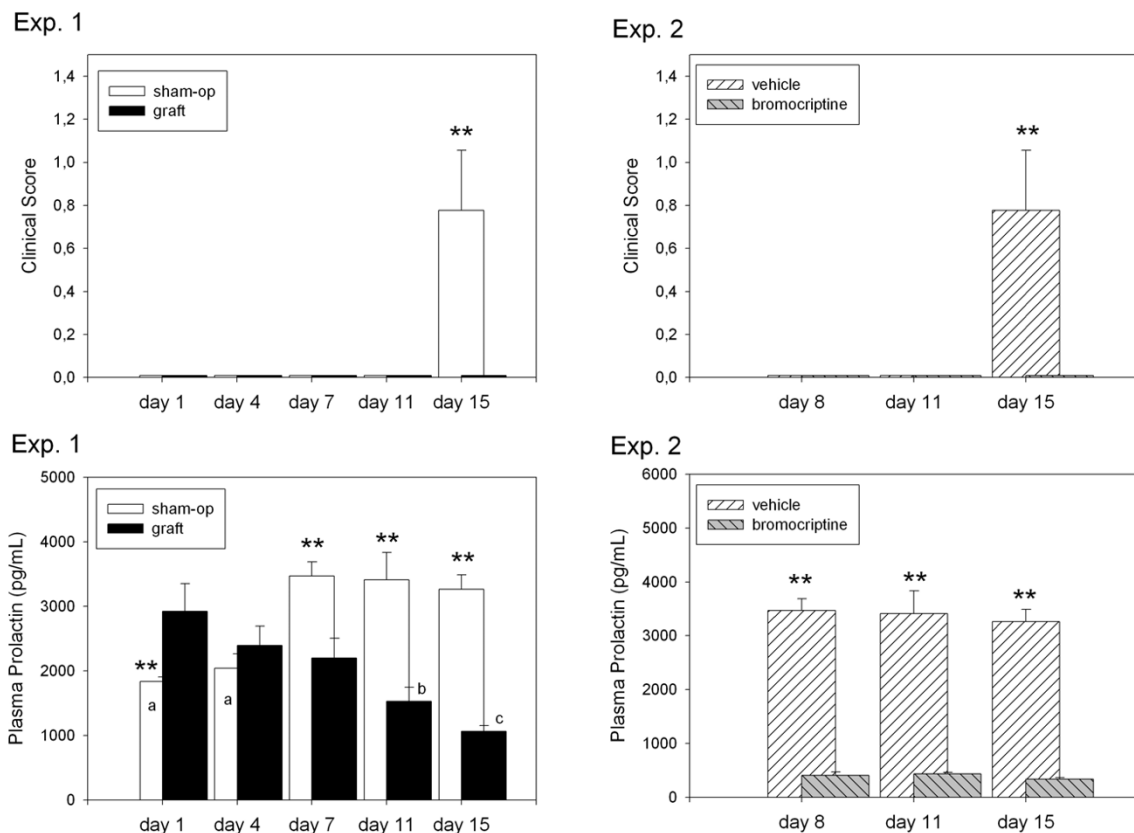 Exp. 1
1,4
1,2
1,0
0,8
0,6
0,4
0,2
0,0
Clinical Score
sham-op
graft
**
day 1 day 4 day 7 day 11 day 15
Exp. 2
1,4
1,2
1,0
0,8
0,6
0,4
0,2
0,0
Clinical Score
vehicle
bromocriptine
**
day 8 day 11 day 15
Exp. 1
5000
4000
3000
2000
1000
0
Plasma Prolactin (pg/mL)
sham-op
graft
** ** ** **
a a b c
day 1 day 4 day 7 day 11 day 15
Exp. 2
6000
5000
4000
3000
2000
1000
0
Plasma Prolactin (pg/mL)
vehicle
bromocriptine
** ** **
day 8 day 11 day 15